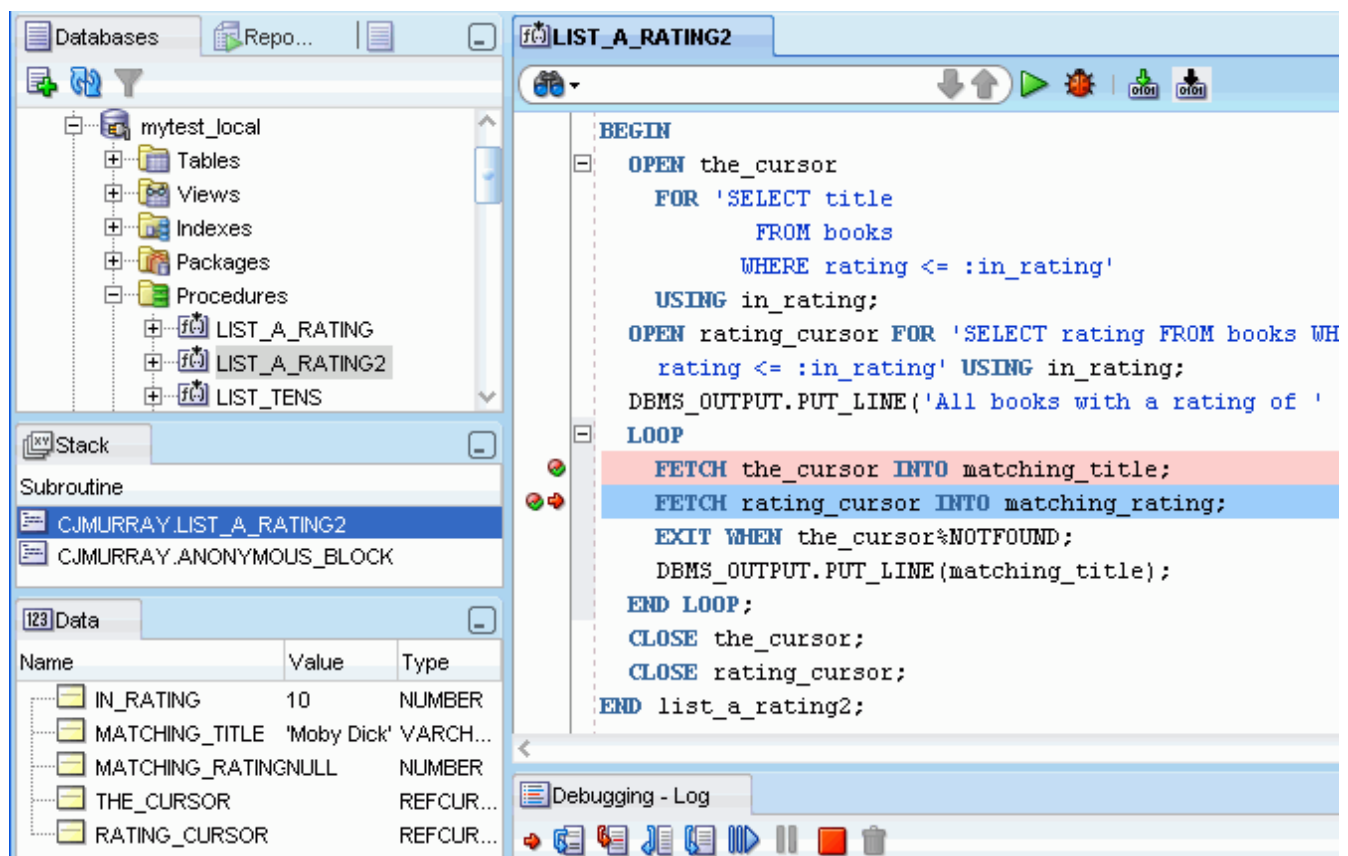 Databases
Repo...
mytest_local
Tables
Views
Indexes
Packages
Procedures
LIST_A_RATING
LIST_A_RATING2
LIST_TENS
Stack
Subroutine
CJMURRAY.LIST_A_RATING2
CJMURRAY.ANONYMOUS_BLOCK
Data
Name Value Type
IN_RATING 10 NUMBER
MATCHING_TITLE 'Moby Dick' VARCH...
MATCHING_RATING NULL NUMBER
THE_CURSOR REFCUR...
RATING_CURSOR REFCUR...
LIST_A_RATING2
BEGIN
OPEN the_cursor
FOR 'SELECT title
FROM books
WHERE rating <= :in_rating'
USING in_rating;
OPEN rating_cursor FOR 'SELECT rating FROM books WH
rating <= :in_rating' USING in_rating;
DBMS_OUTPUT.PUT_LINE('All books with a rating of '
LOOP
FETCH the_cursor INTO matching_title;
FETCH rating_cursor INTO matching_rating;
EXIT WHEN the_cursor%NOTFOUND;
DBMS_OUTPUT.PUT_LINE(matching_title);
END LOOP;
CLOSE the_cursor;
CLOSE rating_cursor;
END list_a_rating2;
Debugging - Log